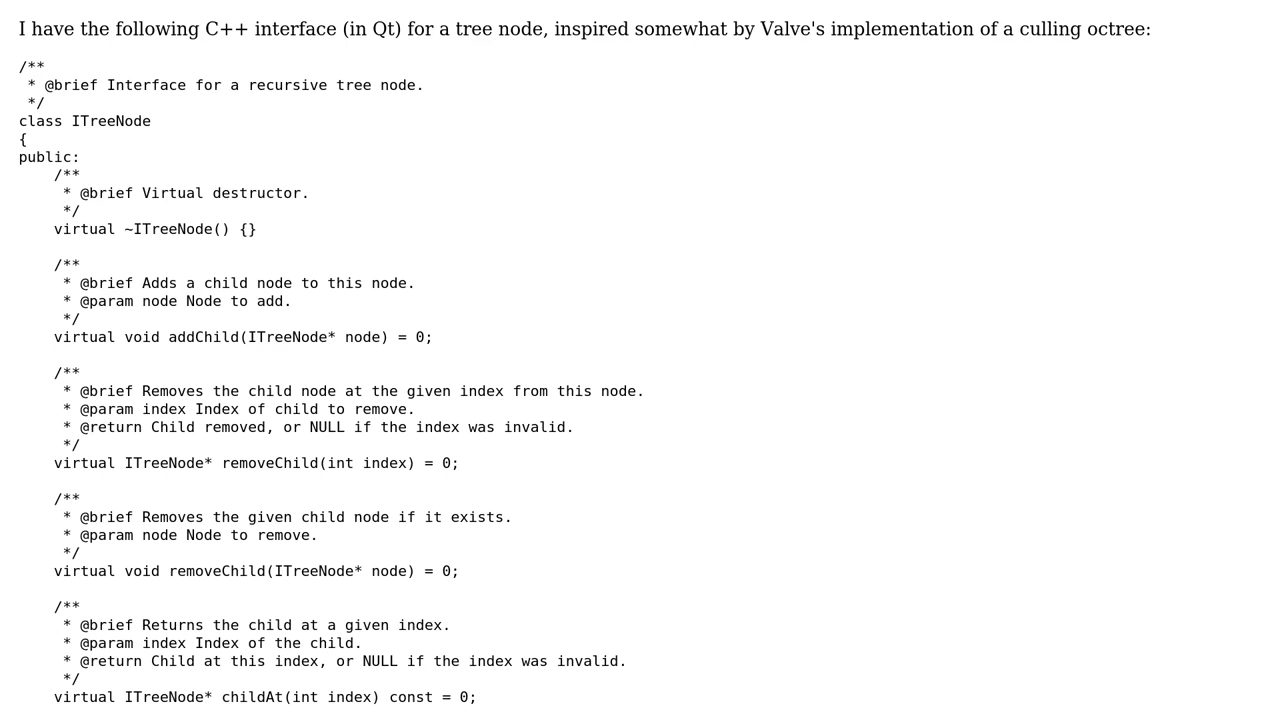 I have the following C++ interface (in Qt) for a tree node, inspired somewhat by Valve's implementation of a culling octree:
/**
 * @brief Interface for a recursive tree node.
 */
class ITreeNode
{
public:
    /**
     * @brief Virtual destructor.
     */
    virtual ~ITreeNode() {}

    /**
     * @brief Adds a child node to this node.
     * @param node Node to add.
     */
    virtual void addChild(ITreeNode* node) = 0;

    /**
     * @brief Removes the child node at the given index from this node.
     * @param index Index of child to remove.
     * @return Child removed, or NULL if the index was invalid.
     */
    virtual ITreeNode* removeChild(int index) = 0;

    /**
     * @brief Removes the given child node if it exists.
     * @param node Node to remove.
     */
    virtual void removeChild(ITreeNode* node) = 0;

    /**
     * @brief Returns the child at a given index.
     * @param index Index of the child.
     * @return Child at this index, or NULL if the index was invalid.
     */
    virtual ITreeNode* childAt(int index) const = 0;